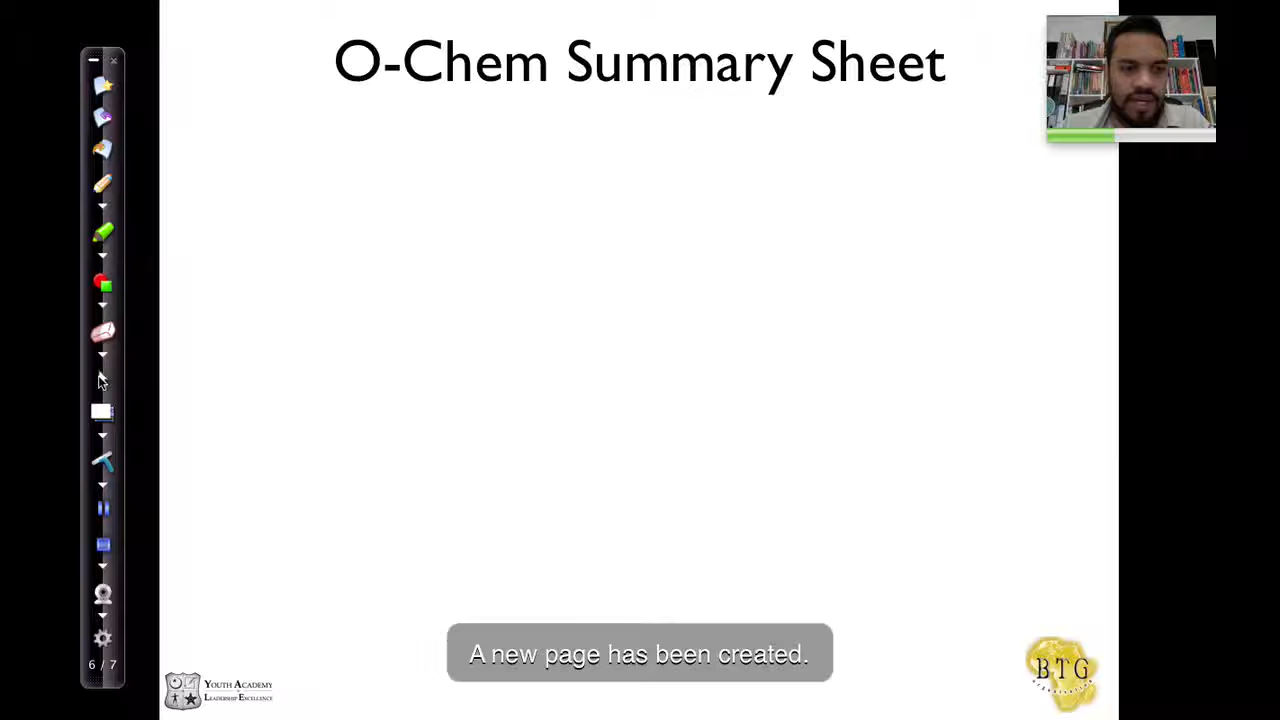 O-Chem Summary Sheet
A new page has been created.
6 / 7
YOUTH ACADEMY
LEADERSHIP EXCELLENCE
BTG